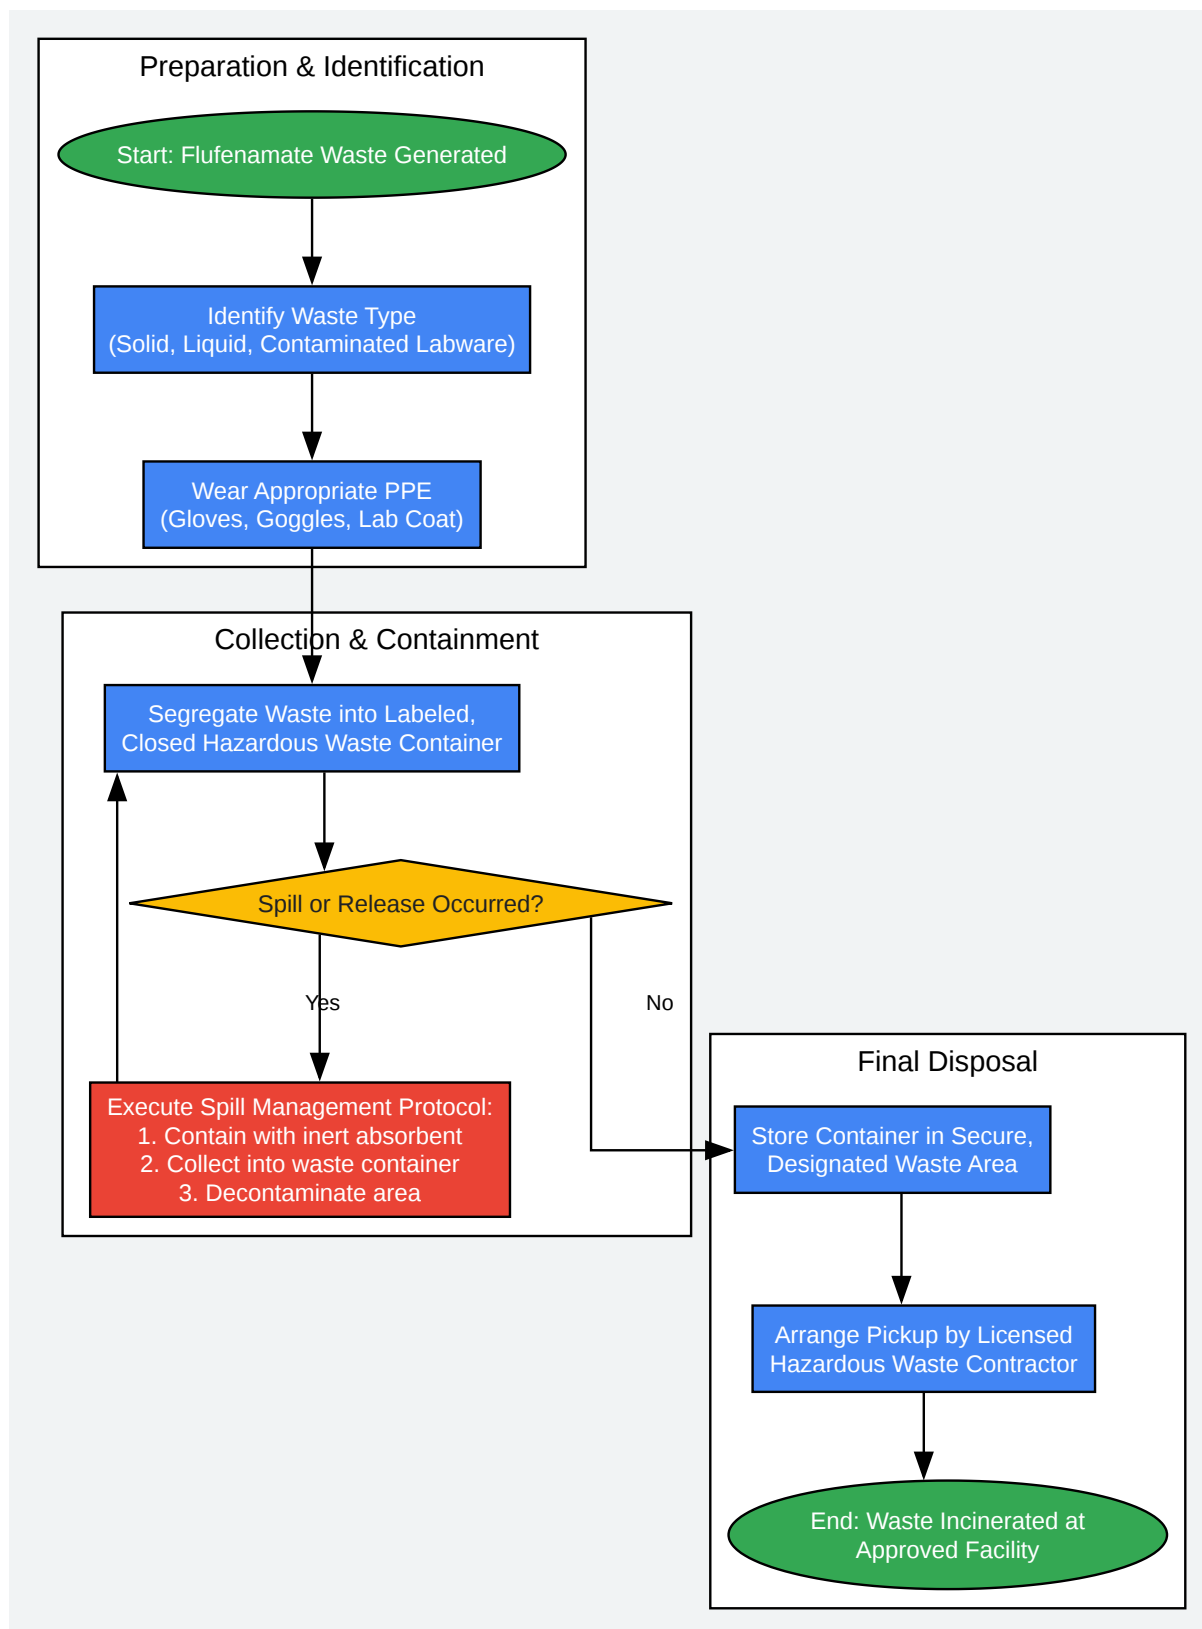 Preparation & Identification
Start: Flufenamate Waste Generated
Identify Waste Type
(Solid, Liquid, Contaminated Labware)
Wear Appropriate PPE
(Gloves, Goggles, Lab Coat)
Collection & Containment
Segregate Waste into Labeled,
Closed Hazardous Waste Container
Spill or Release Occurred?
Yes
No
Execute Spill Management Protocol:
1. Contain with inert absorbent
2. Collect into waste container
3. Decontaminate area
Final Disposal
Store Container in Secure,
Designated Waste Area
Arrange Pickup by Licensed
Hazardous Waste Contractor
End: Waste Incinerated at
Approved Facility